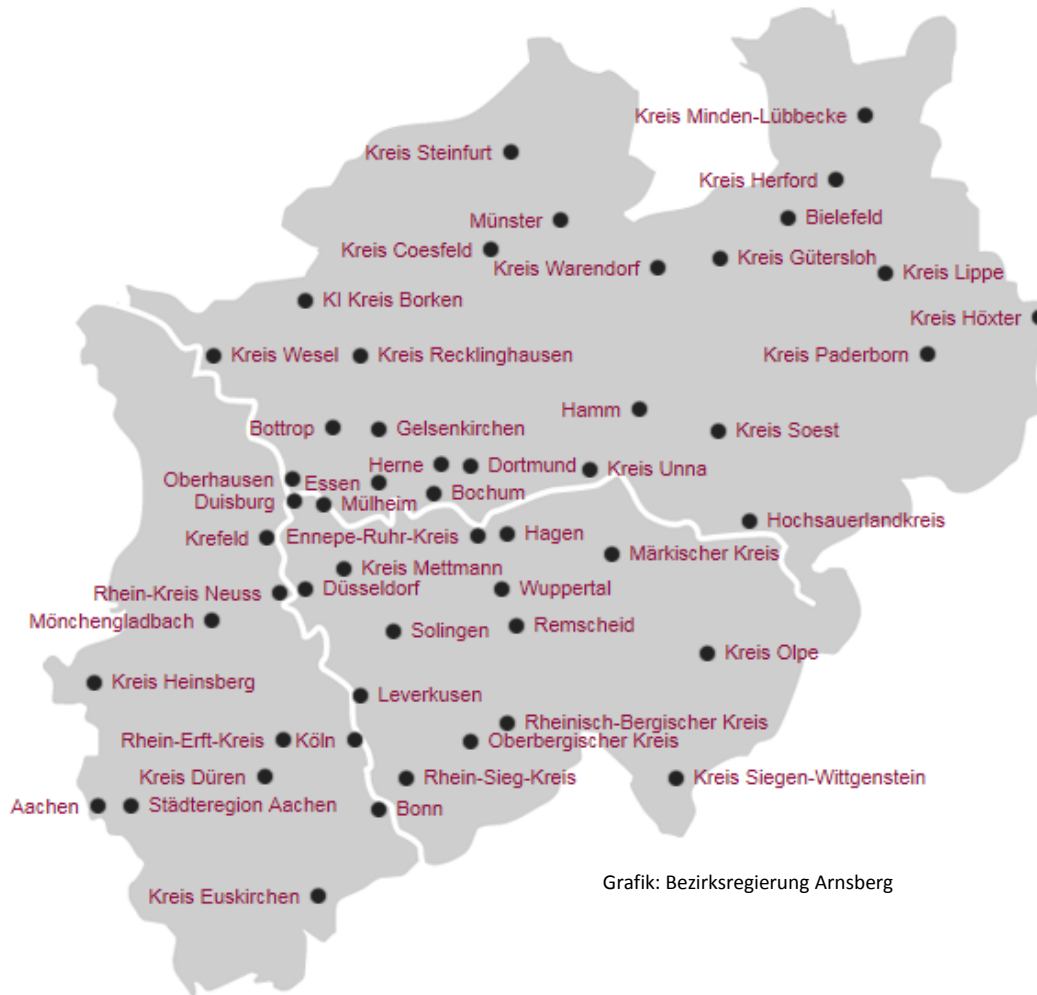 Kreis Minden-Lübbecke
Kreis Steinfurt
Kreis Herford
Münster
Bielefeld
Kreis Coesfeld
Kreis Warendorf
Kreis Gütersloh
Kreis Lippe
KI Kreis Borken
Kreis Höxter
Kreis Wesel
Kreis Recklinghausen
Kreis Paderborn
Hamm
Bottrop
Gelsenkirchen
Kreis Soest
Herne
Dortmund
Kreis Unna
Oberhausen
Essen
Duisburg
Mülheim
Bochum
Hochsauerlandkreis
Krefeld
Ennepe-Ruhr-Kreis
Hagen
Märkischer Kreis
Kreis Mettmann
Rhein-Kreis Neuss
Düsseldorf
Wuppertal
Mönchengladbach
Solingen
Remscheid
Kreis Olpe
Kreis Heinsberg
Leverkusen
Rheinisch-Bergischer Kreis
Rhein-Erft-Kreis
Köln
Oberbergischer Kreis
Kreis Düren
Rhein-Sieg-Kreis
Kreis Siegen-Wittgenstein
Aachen
Städteregion Aachen
Bonn
Grafik: Bezirksregierung Arnsberg
Kreis Euskirchen